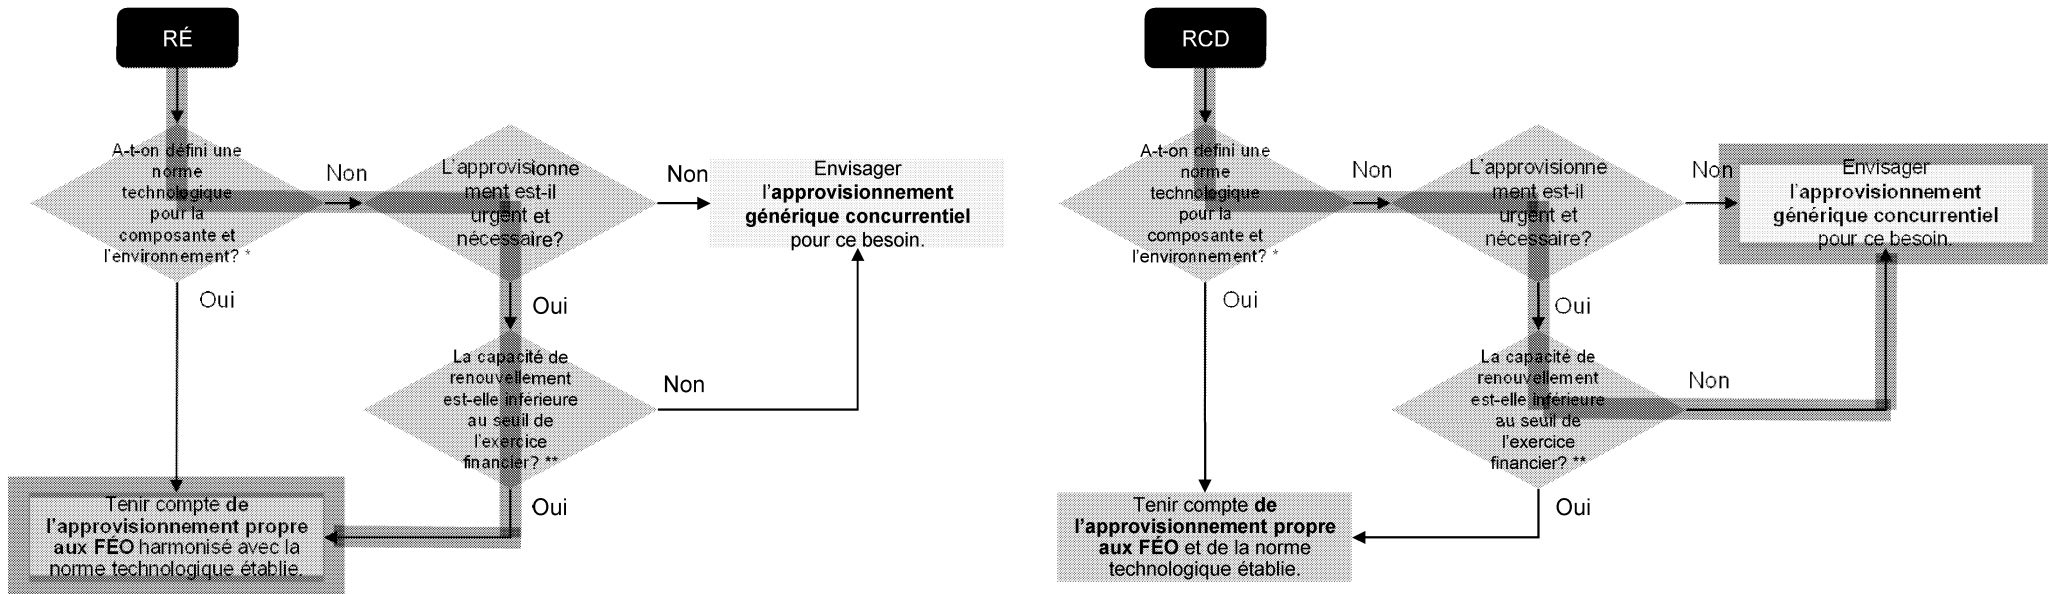 RÉ
A-t-on défini une
norme
technologique
pour la
composante et
l'environnement? *
Non
L'approvisionne
ment est-il
urgent et
nécessaire?
Non
Envisager
l'approvisionnement
générique concurrentiel
pour ce besoin.
Oui
Oui
La capacité de
renouvellement
est-elle inférieure
au seuil de
l'exercice
financier? **
Non
Oui
Tenir compte de
l'approvisionnement propre
aux FÉO harmonisé avec la
norme technologique établie.
RCD
A-t-on défini une
norme
technologique
pour la
composante et
l'environnement? *
Non
L'approvisionne
ment est-il
urgent et
nécessaire?
Non
Envisager
l'approvisionnement
générique concurrentiel
pour ce besoin.
Oui
Oui
La capacité de
renouvellement
est-elle inférieure
au seuil de
l'exercice
financier? **
Non
Oui
Tenir compte de
l'approvisionnement propre
aux FÉO et de la norme
technologique établie.